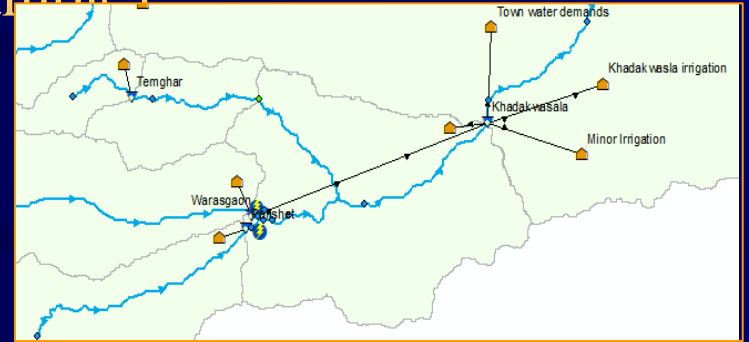 Town water demands
Temghar
Khadakwasla irrigation
Khadakwasala
Minor Irrigation
Warasgaon